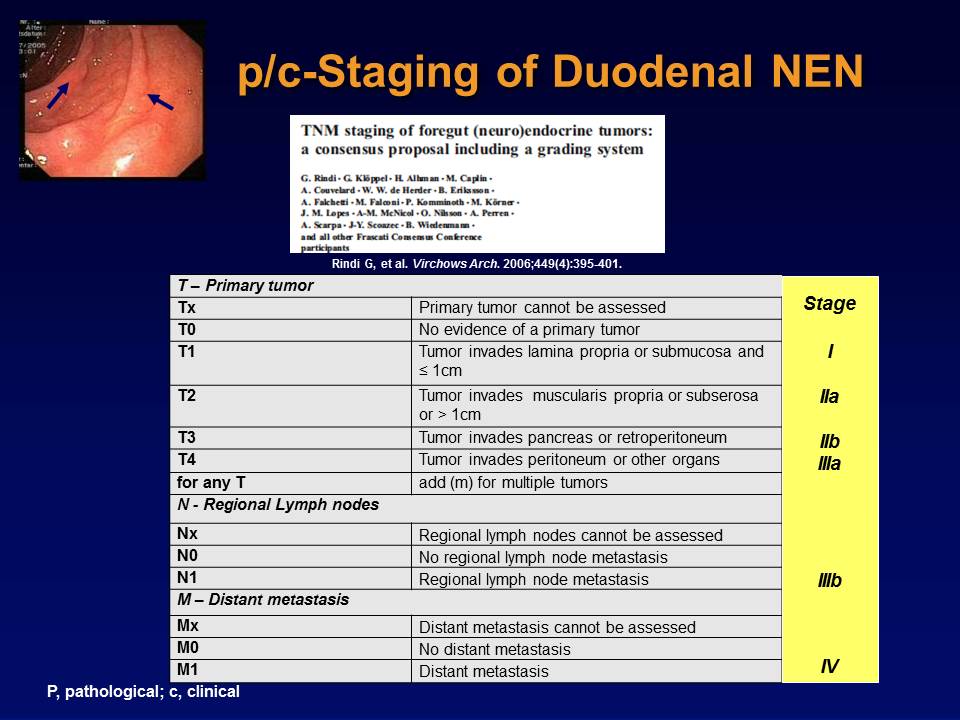 Nr.: Name:
Alter:
tsdatum:
7/2005
3:01
p/c-Staging of Duodenal NEN
TNM staging of foregut (neuro)endocrine tumors:
a consensus proposal including a grading system
G. Rindi · G. Klöppel · H. Alhman · M. Caplin ·
A. Couvelard · W. W. de Herder · B. Eriksson ·
A. Falchetti · M. Falconi · P. Komminoth · M. Körner ·
J. M. Lopes · A-M. McNicol · O. Nilsson · A. Perren ·
A. Scarpa · J-Y. Scoazec · B. Wiedenmann ·
and all other Frascati Consensus Conference
participants
Rindi G, et al. Virchows Arch. 2006;449(4):395-401.
T – Primary tumor
Stage
Tx Primary tumor cannot be assessed
T0 No evidence of a primary tumor
T1 Tumor invades lamina propria or submucosa and I
≤ 1cm
T2 Tumor invades muscularis propria or subserosa IIa
or > 1cm
T3 Tumor invades pancreas or retroperitoneum IIb
T4 Tumor invades peritoneum or other organs IIIa
for any T add (m) for multiple tumors
N - Regional Lymph nodes
Nx Regional lymph nodes cannot be assessed
N0 No regional lymph node metastasis
N1 Regional lymph node metastasis IIIb
M – Distant metastasis
Mx Distant metastasis cannot be assessed
M0 No distant metastasis
M1 Distant metastasis IV
P, pathological; c, clinical